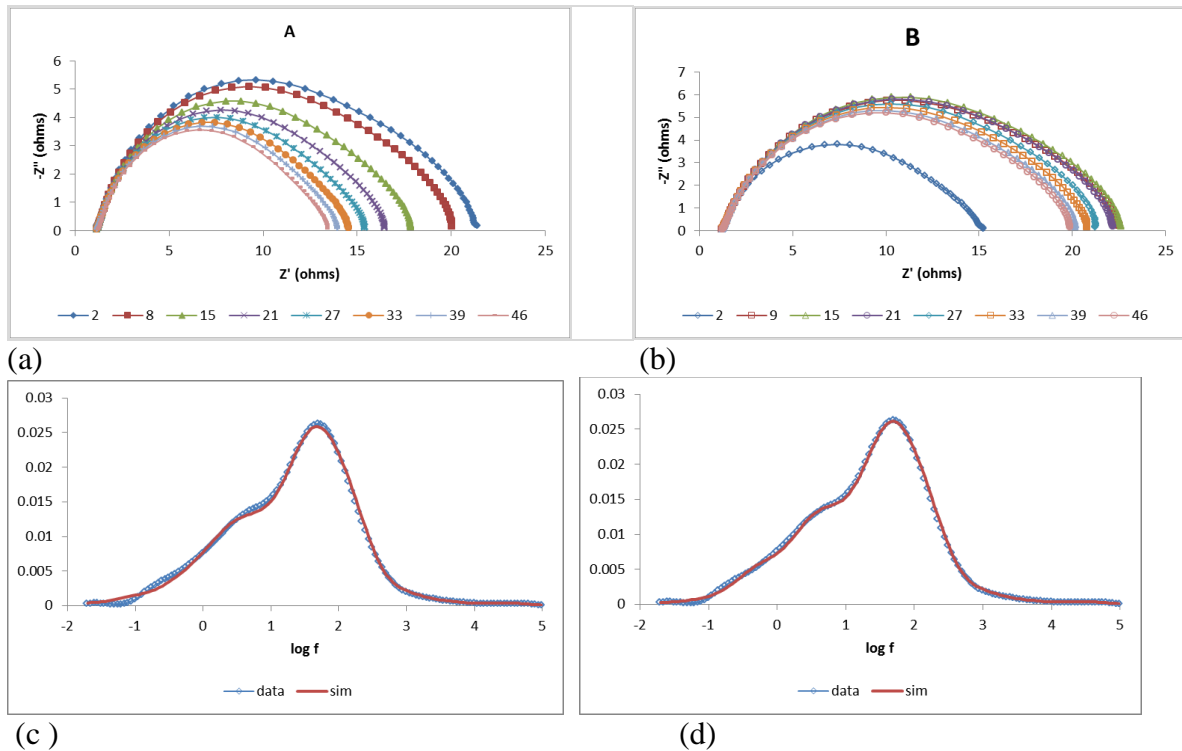 A
6
5
4
3
2
1
0
-Z" (ohms)
0 5 10 15 20 25
Z' (ohms)
2 8 15 21 27 33 39 46
(a)
B
7
6
5
4
3
2
1
0
-Z" (ohms)
0 5 10 15 20 25
Z' (ohms)
2 9 15 21 27 33 39 46
(b)
0.03
0.025
0.02
0.015
0.01
0.005
0
-2 -1 0 1 2 3 4 5
log f
data sim
(c )
0.03
0.025
0.02
0.015
0.01
0.005
0
-2 -1 0 1 2 3 4 5
log f
data sim
(d)